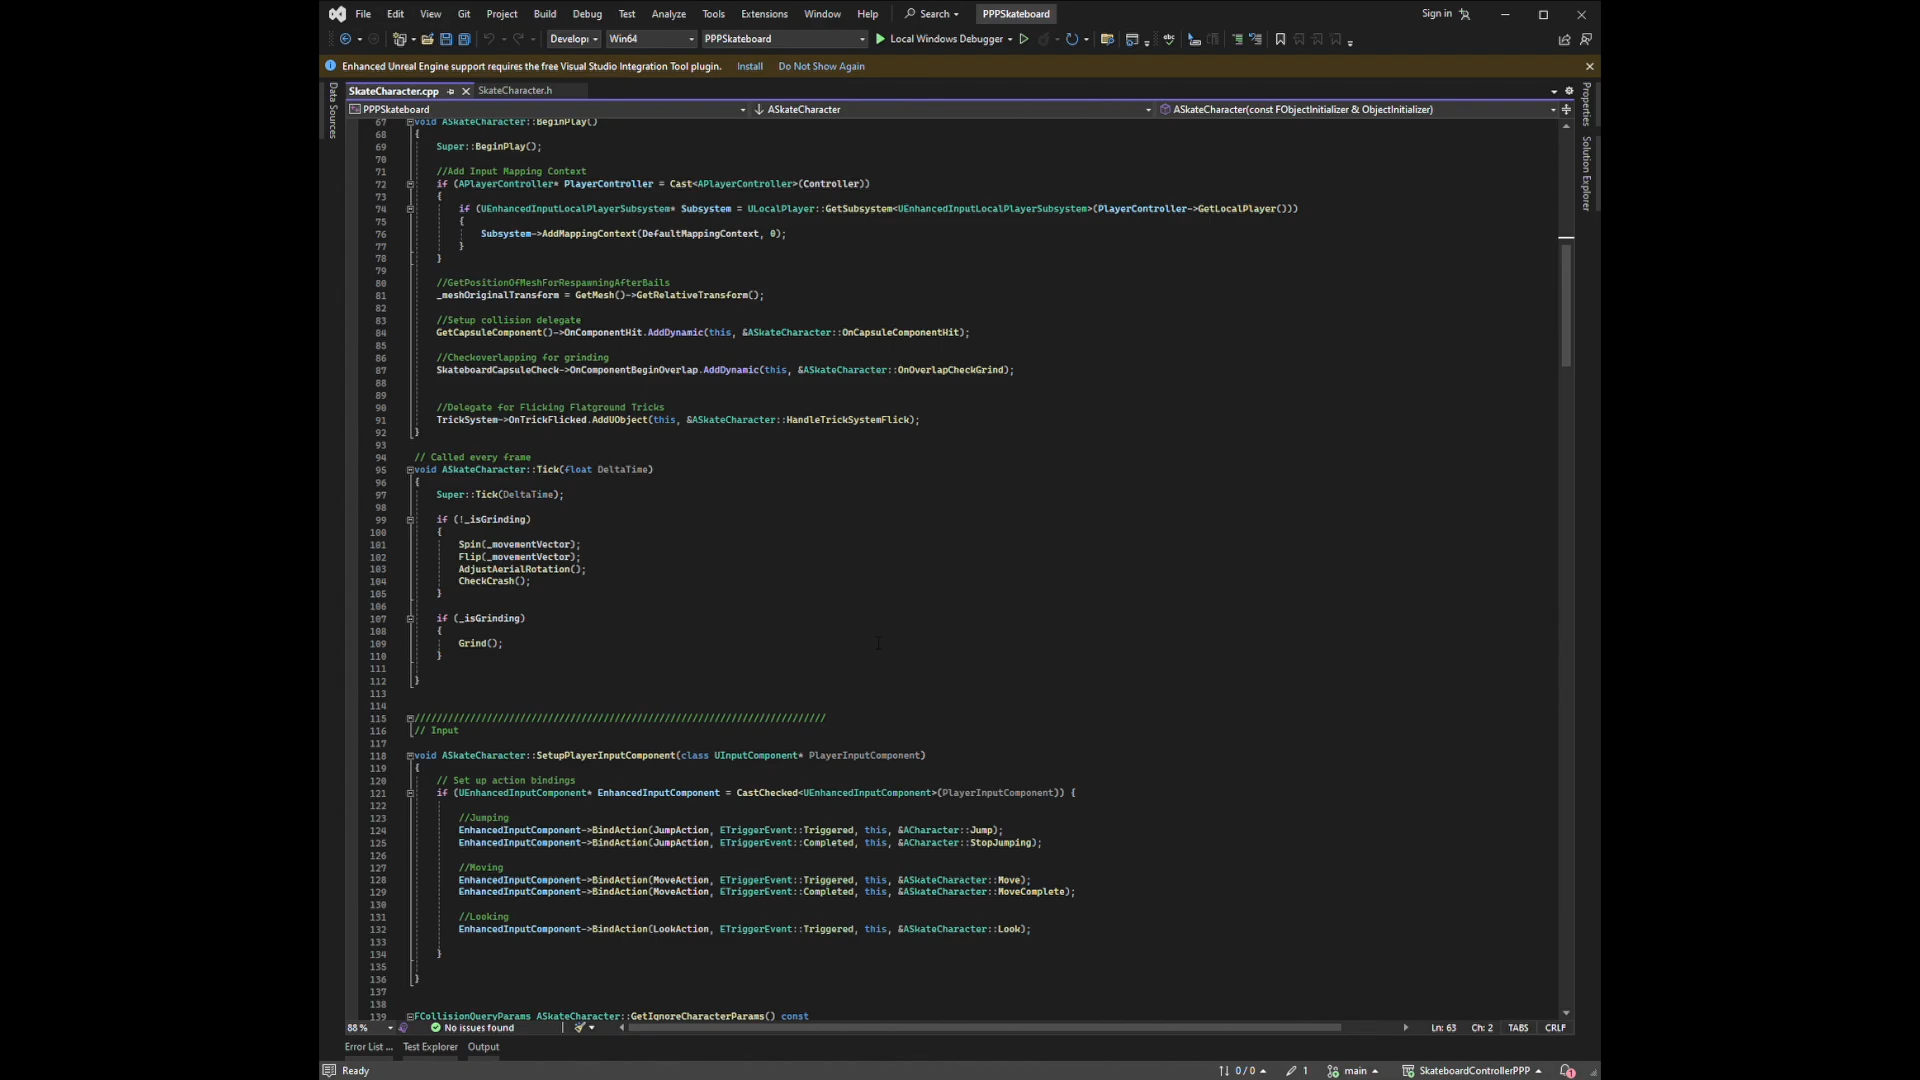 File Edit View Git Project Build Debug Test Analyze Tools Extensions Window Help Search PPPSkateboard Sign in
Develop Win64 PPPSkateboard Local Windows Debugger
Enhanced Unreal Engine support requires the free Visual Studio Integration Tool plugin. Install Do Not Show Again
SkateCharacter.cpp SkateCharacter.h
Data Sources
Properties
Solution Explorer
PPPSkateboard ASkateCharacter ASkateCharacter(const FObjectInitializer & ObjectInitializer)
67 void ASkateCharacter::BeginPlay()
68 {
69 Super::BeginPlay();
70
71 //Add Input Mapping Context
72 if (APlayerController* PlayerController = Cast<APlayerController>(Controller))
73 {
74 if (UEnhancedInputLocalPlayerSubsystem* Subsystem = ULocalPlayer::GetSubsystem<UEnhancedInputLocalPlayerSubsystem>(PlayerController->GetLocalPlayer()))
75 {
76 Subsystem->AddMappingContext(DefaultMappingContext, 0);
77 }
78 }
79
80 //GetPositionOfMeshForRespawningAfterBails
81 _meshOriginalTransform = GetMesh()->GetRelativeTransform();
82
83 //Setup collision delegate
84 GetCapsuleComponent()->OnComponentHit.AddDynamic(this, &ASkateCharacter::OnCapsuleComponentHit);
85
86 //Checkoverlapping for grinding
87 SkateboardCapsuleCheck->OnComponentBeginOverlap.AddDynamic(this, &ASkateCharacter::OnOverlapCheckGrind);
88
89
90 //Delegate for Flicking Flatground Tricks
91 TrickSystem->OnTrickFlicked.AddUObject(this, &ASkateCharacter::HandleTrickSystemFlick);
92 }
93
94 // Called every frame
95 void ASkateCharacter::Tick(float DeltaTime)
96 {
97 Super::Tick(DeltaTime);
98
99 if (!_isGrinding)
100 {
101 Spin(_movementVector);
102 Flip(_movementVector);
103 AdjustAerialRotation();
104 CheckCrash();
105 }
106
107 if (_isGrinding)
108 {
109 Grind();
110 }
111
112 }
113
114
115 //////////////////////////////////////////////////////////////////////////
116 // Input
117
118 void ASkateCharacter::SetupPlayerInputComponent(class UInputComponent* PlayerInputComponent)
119 {
120 // Set up action bindings
121 if (UEnhancedInputComponent* EnhancedInputComponent = CastChecked<UEnhancedInputComponent>(PlayerInputComponent)) {
122
123 //Jumping
124 EnhancedInputComponent->BindAction(JumpAction, ETriggerEvent::Triggered, this, &ACharacter::Jump);
125 EnhancedInputComponent->BindAction(JumpAction, ETriggerEvent::Completed, this, &ACharacter::StopJumping);
126
127 //Moving
128 EnhancedInputComponent->BindAction(MoveAction, ETriggerEvent::Triggered, this, &ASkateCharacter::Move);
129 EnhancedInputComponent->BindAction(MoveAction, ETriggerEvent::Completed, this, &ASkateCharacter::MoveComplete);
130
131 //Looking
132 EnhancedInputComponent->BindAction(LookAction, ETriggerEvent::Triggered, this, &ASkateCharacter::Look);
133
134 }
135
136 }
137
138
139 FCollisionQueryParams ASkateCharacter::GetIgnoreCharacterParams() const
88 % No issues found Ln: 63 Ch: 2 TABS CRLF
Error List ... Test Explorer Output
Ready 0 / 0 1 main SkateboardControllerPPP 1